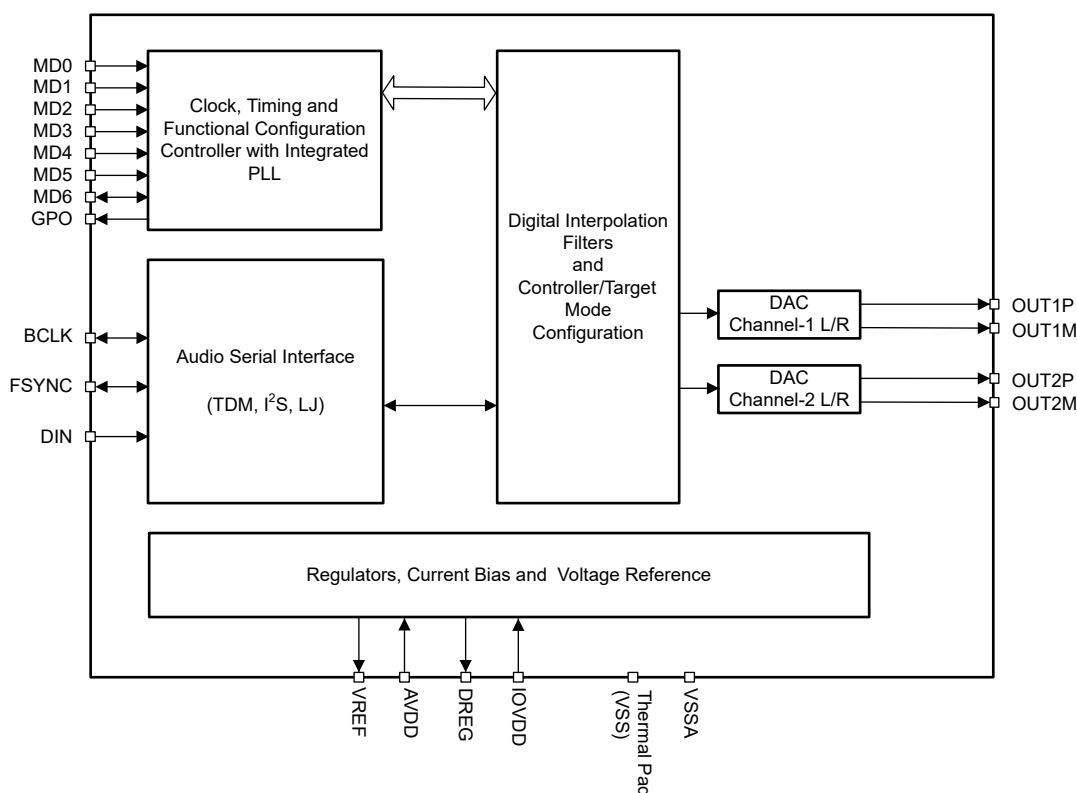 MD0
MD1
MD2
MD3
MD4
MD5
MD6
GPO
Clock, Timing and
Functional Configuration
Controller with Integrated
PLL
BCLK
FSYNC
DIN
Audio Serial Interface
(TDM, I²S, LJ)
Digital Interpolation
Filters
and
Controller/Target
Mode
Configuration
DAC
Channel-1 L/R
DAC
Channel-2 L/R
OUT1P
OUT1M
OUT2P
OUT2M
Regulators, Current Bias and Voltage Reference
VREF
AVDD
DREG
IOVDD
Thermal Pad
(VSS)
VSSA